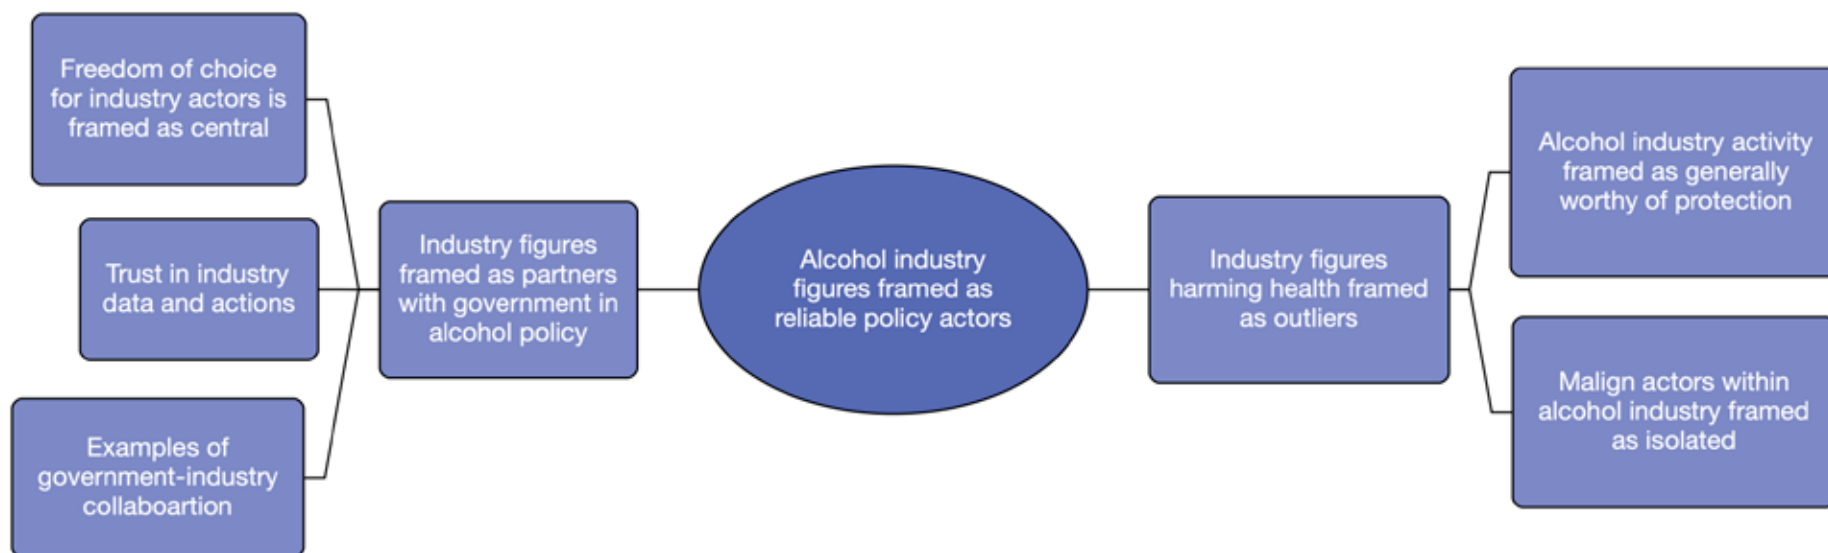 Freedom of choice
for industry actors is
framed as central
Trust in industry
data and actions
Examples of
government-industry
collaboartion
Industry figures
framed as partners
with government in
alcohol policy
Alcohol industry
figures framed as
reliable policy actors
Industry figures
harming health framed
as outliers
Alcohol industry activity
framed as generally
worthy of protection
Malign actors within
alcohol industry framed
as isolated